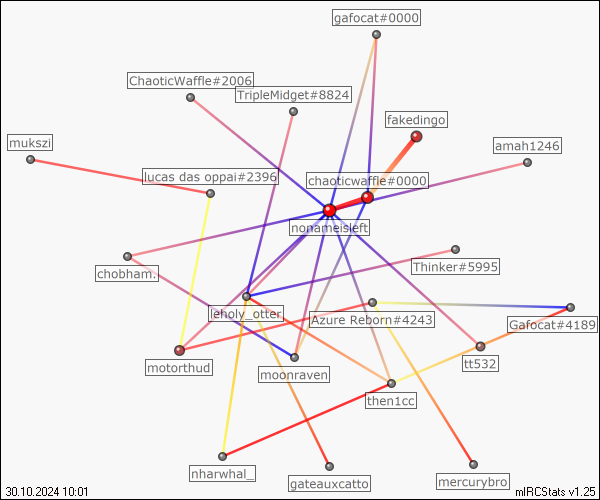 gafocat#0000
ChaoticWaffle#2006
TripleMidget#8824
fakedingo
mukszi
amah1246
lucas das oppai#2396
chaoticwaffle#0000
nonameisleft
chobham.
Thinker#5995
leholy_otter
Azure Reborn#4243
Gafocat#4189
motorthud
moonraven
tt532
then1cc
nharwhal_
gateauxcatto
mercurybro
30.10.2024 10:01
mIRCStats v1.25